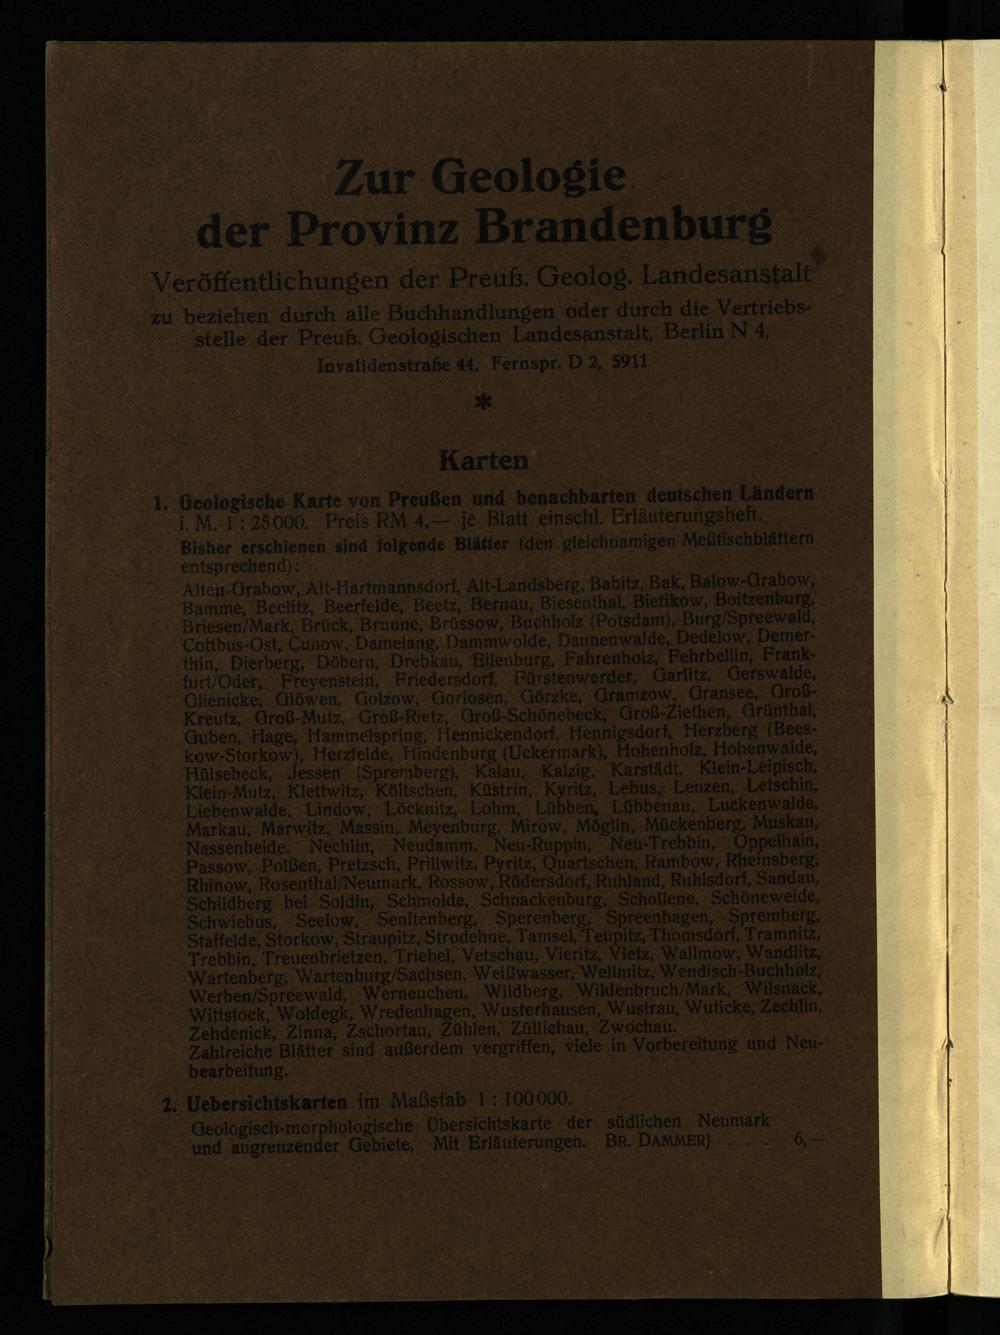 Zur Geologie
der Provinz Brandenburg
Veröffentlichungen der Preuß. Geolog. Landesanstalt
zu beziehen durch alle Buchhandlungen oder durch die Vertriebs-
stelle der Preuß. Geologischen Landesanstalt, Berlin N 4,
Invalidenstraße 44, Fernspr. D 2, 5911
*
Karten
1. Geologische Karte von Preußen und benachbarten deutschen Ländern
i. M. 1 : 25000. Preis RM 4,— je Blatt einschl. Erläuterungsheft.
Bisher erschienen sind folgende Blätter (den gleichnamigen Meßtischblättern
entsprechend):
Alten-Grabow, Alt-Hartmannsdorf, Alt-Landsberg, Babitz, Bak, Balow-Grabow,
Bamme, Beelitz, Beerfelde, Beetz, Bernau, Biesenthal, Bietikow, Boitzenburg,
Briesen/Mark, Brück, Brunne, Brüssow, Buchholz (Potsdam), Burg/Spreewald,
Cottbus-Ost, Cunow, Damelang, Dammwolde, Dannenwalde, Dedelow, Demer-
thin, Dierberg, Döbern, Drebkau, Eilenburg, Fahrenholz, Fehrbellin, Frank-
furt/Oder, Freyenstein, Friedersdorf, Fürstenwerder, Garlitz, Gerswalde,
Glienicke, Glöwen, Golzow, Gorlosen, Görzke, Gramzow, Gransee, Groß-
Kreutz, Groß-Mutz, Groß-Rietz, Groß-Schönebeck, Groß-Ziethen, Grünthal,
Guben, Hage, Hammelspring, Hennickendorf, Hennigsdorf, Herzberg (Bees-
kow-Storkow), Herzfelde, Hindenburg (Uckermark), Hohenholz, Hohenwalde,
Hülsebeck, Jessen (Spremberg), Kalau, Kalzig, Karstädt, Klein-Leipisch,
Klein-Mutz, Klettwitz, Költschen, Küstrin, Kyritz, Lebus, Lenzen, Letschin,
Liebenwalde, Lindow, Löcknitz, Lohm, Lübben, Lübbenau, Luckenwalde,
Markau, Marwitz, Massin, Meyenburg, Mirow, Möglin, Mückenberg, Muskau,
Nassenheide. Nechlin, Neudamm. Neu-Ruppin, Neu-Trebbin, Oppelhain,
Passow, Polßen, Pretzsch, Prillwitz, Pyritz, Quartschen, Rambow, Rheinsberg,
Rhinow, Rosenthal/Neumark, Rossow, Rüdersdorf, Ruhland, Ruhlsdorf, Sandau,
Schildberg bei Soldin, Schmolde, Schnackenburg, Schollene, Schöneweide,
Schwiebus, Seelow, Senftenberg, Sperenberg, Spreenhagen, Spremberg,
Staffelde, Storkow, Straupitz, Strodehne, Tamsel, Teupitz, Thomsdorf, Tramnitz,
Trebbin, Treuenbrietzen, Triebel, Vetschau, Vieritz, Vietz, Wallmow, Wandlitz,
Wartenberg, Wartenburg/Sachsen, Weißwasser, Wellmitz, Wendisch-Buchholz,
Werben/Spreewald, Werneuchen, Wildberg, Wildenbruch/Mark, Wilsnack,
Wittstock, Woldegk, Wredenhagen, Wusterhausen, Wustrau, Wuticke, Zechlin,
Zehdenick, Zinna, Zschortau, Zühlen, Züllichau, Zwochau.
Zahlreiche Blätter sind außerdem vergriffen, viele in Vorbereitung und Neu-
bearbeitung.
2. Uebersichtskarten im Maßstab 1 : 100000.
Geologisch-morphologische Übersichtskarte der südlichen Neumark
und angrenzender Gebiete. Mit Erläuterungen. BR. DAMMER) . . . 6,—